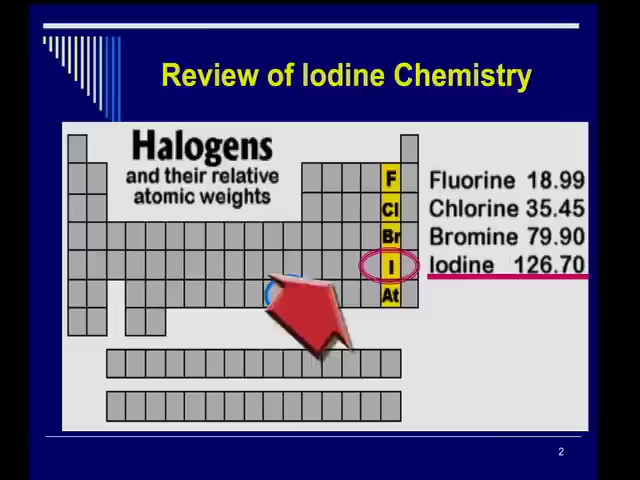 Review of Iodine Chemistry
Halogens
and their relative
atomic weights
F
Cl
Br
I
At
Fluorine 18.99
Chlorine 35.45
Bromine 79.90
Iodine 126.70
2